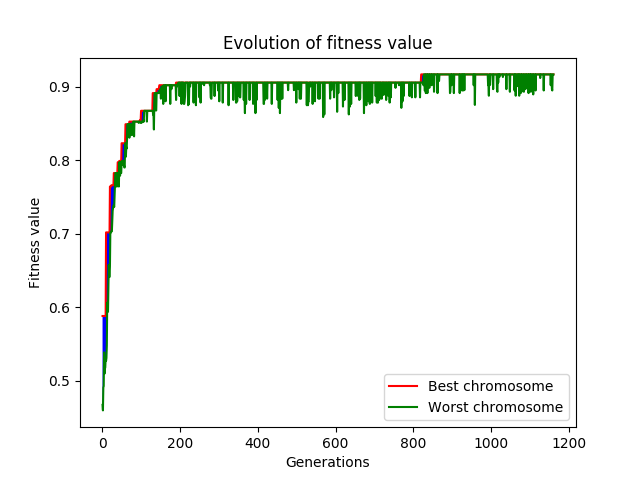 Evolution of fitness value
Fitness value
0.9
0.8
0.7
0.6
0.5
0
200
400
600
800
1000
1200
Generations
Best chromosome
Worst chromosome